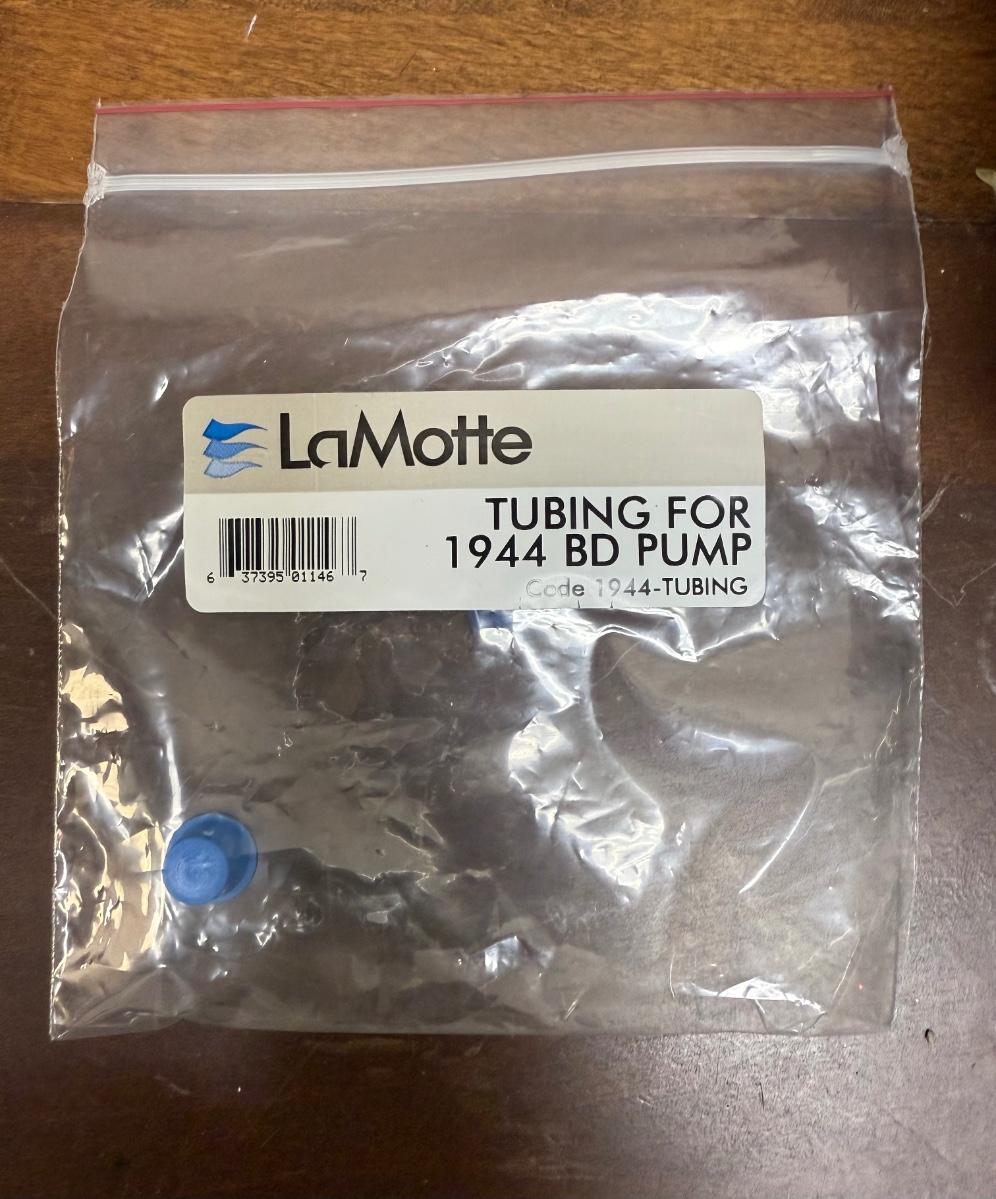 LaMotte
TUBING FOR
1944 BD PUMP
Code 1944-TUBING
6 37395 01146 7